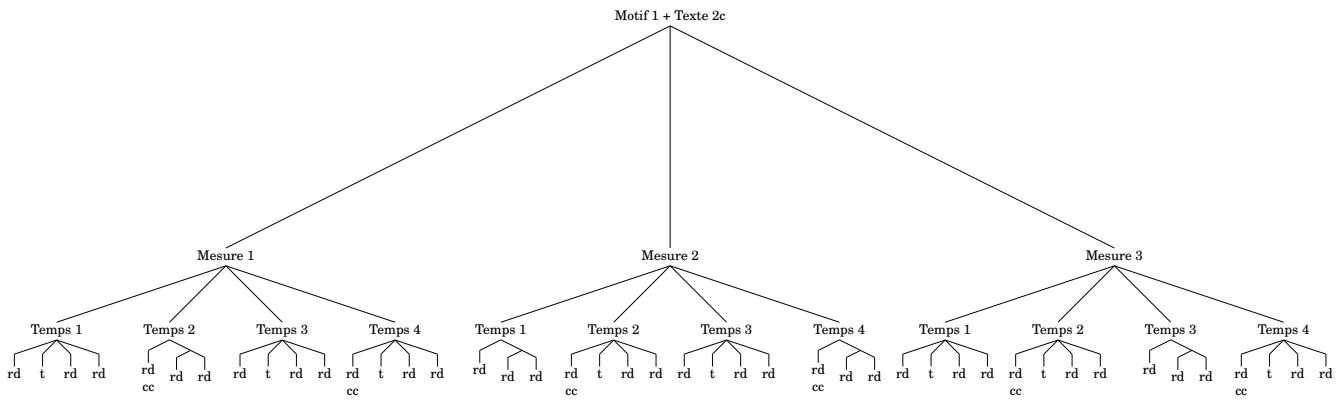 Motif 1 + Texte 2c
Mesure 1 Mesure 2 Mesure 3
Temps 1 Temps 2 Temps 3 Temps 4 Temps 1 Temps 2 Temps 3 Temps 4 Temps 1 Temps 2 Temps 3 Temps 4
rd t rd rd rd rd rd rd t rd rd rd t rd rd rd rd rd rd t rd rd rd t rd rd rd rd rd rd t rd rd rd t rd rd rd rd rd rd t rd rd
cc cc cc cc cc cc